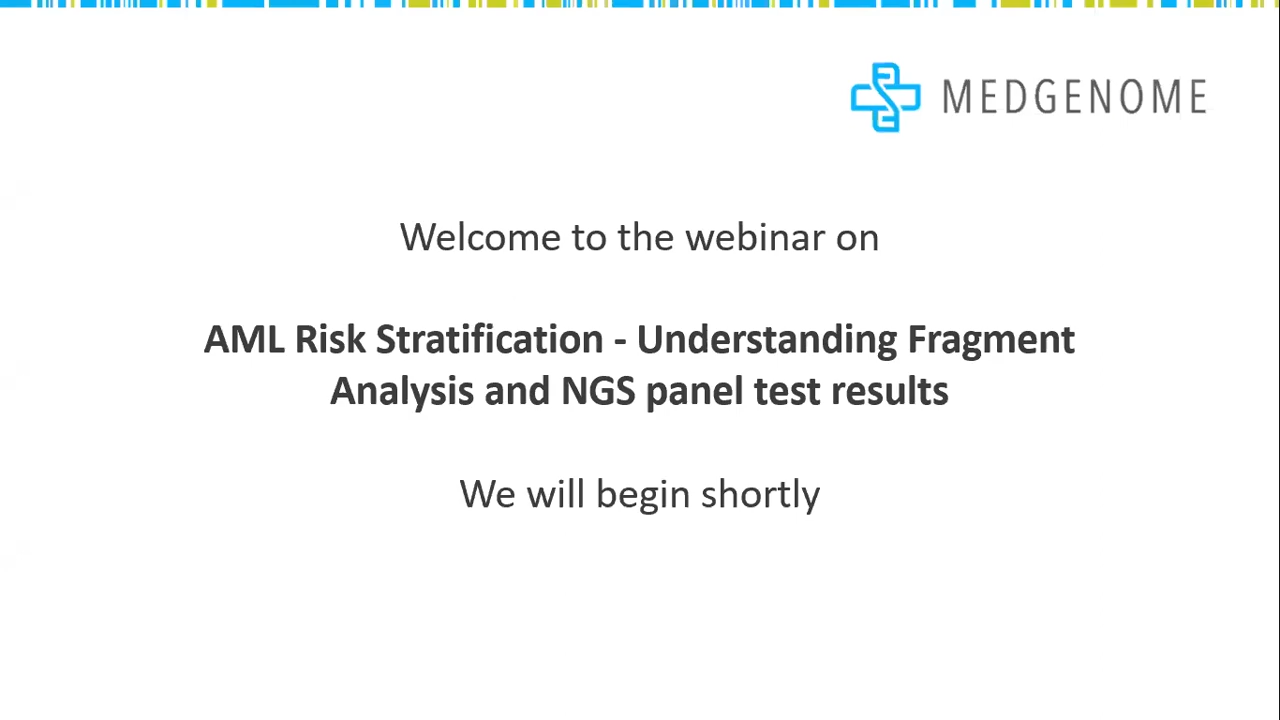 MEDGENOME
Welcome to the webinar on
AML Risk Stratification - Understanding Fragment
Analysis and NGS panel test results
We will begin shortly